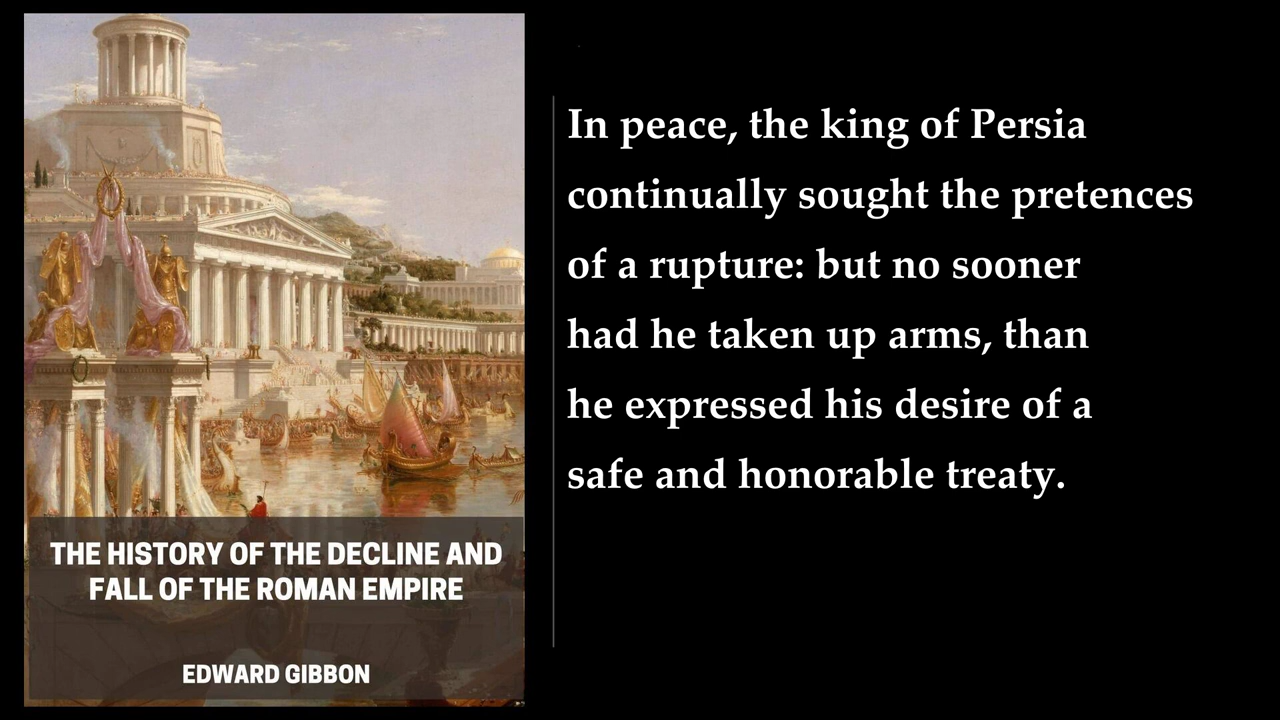 THE HISTORY OF THE DECLINE AND
FALL OF THE ROMAN EMPIRE
EDWARD GIBBON
In peace, the king of Persia
continually sought the pretences
of a rupture: but no sooner
had he taken up arms, than
he expressed his desire of a
safe and honorable treaty.